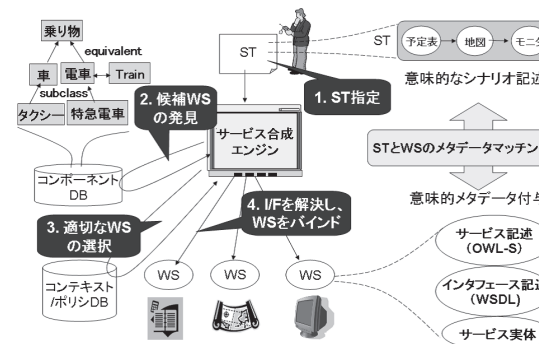 乗り物
equivalent
車
電車
Train
subclass
タクシー
特急電車
コンポーネント
DB
2. 候補WS
の発見
ST
1. ST指定
サービス合成
エンジン
3. 適切なWS
の選択
4. I/Fを解決し、
WSをバインド
コンテキスト
/ポリシDB
WS
WS
WS
ST
予定表
地図
モニタ
意味的なシナリオ記述
STとWSのメタデータマッチン
意味的メタデータ付与
サービス記述
(OWL-S)
インタフェース記述
(WSDL)
サービス実体